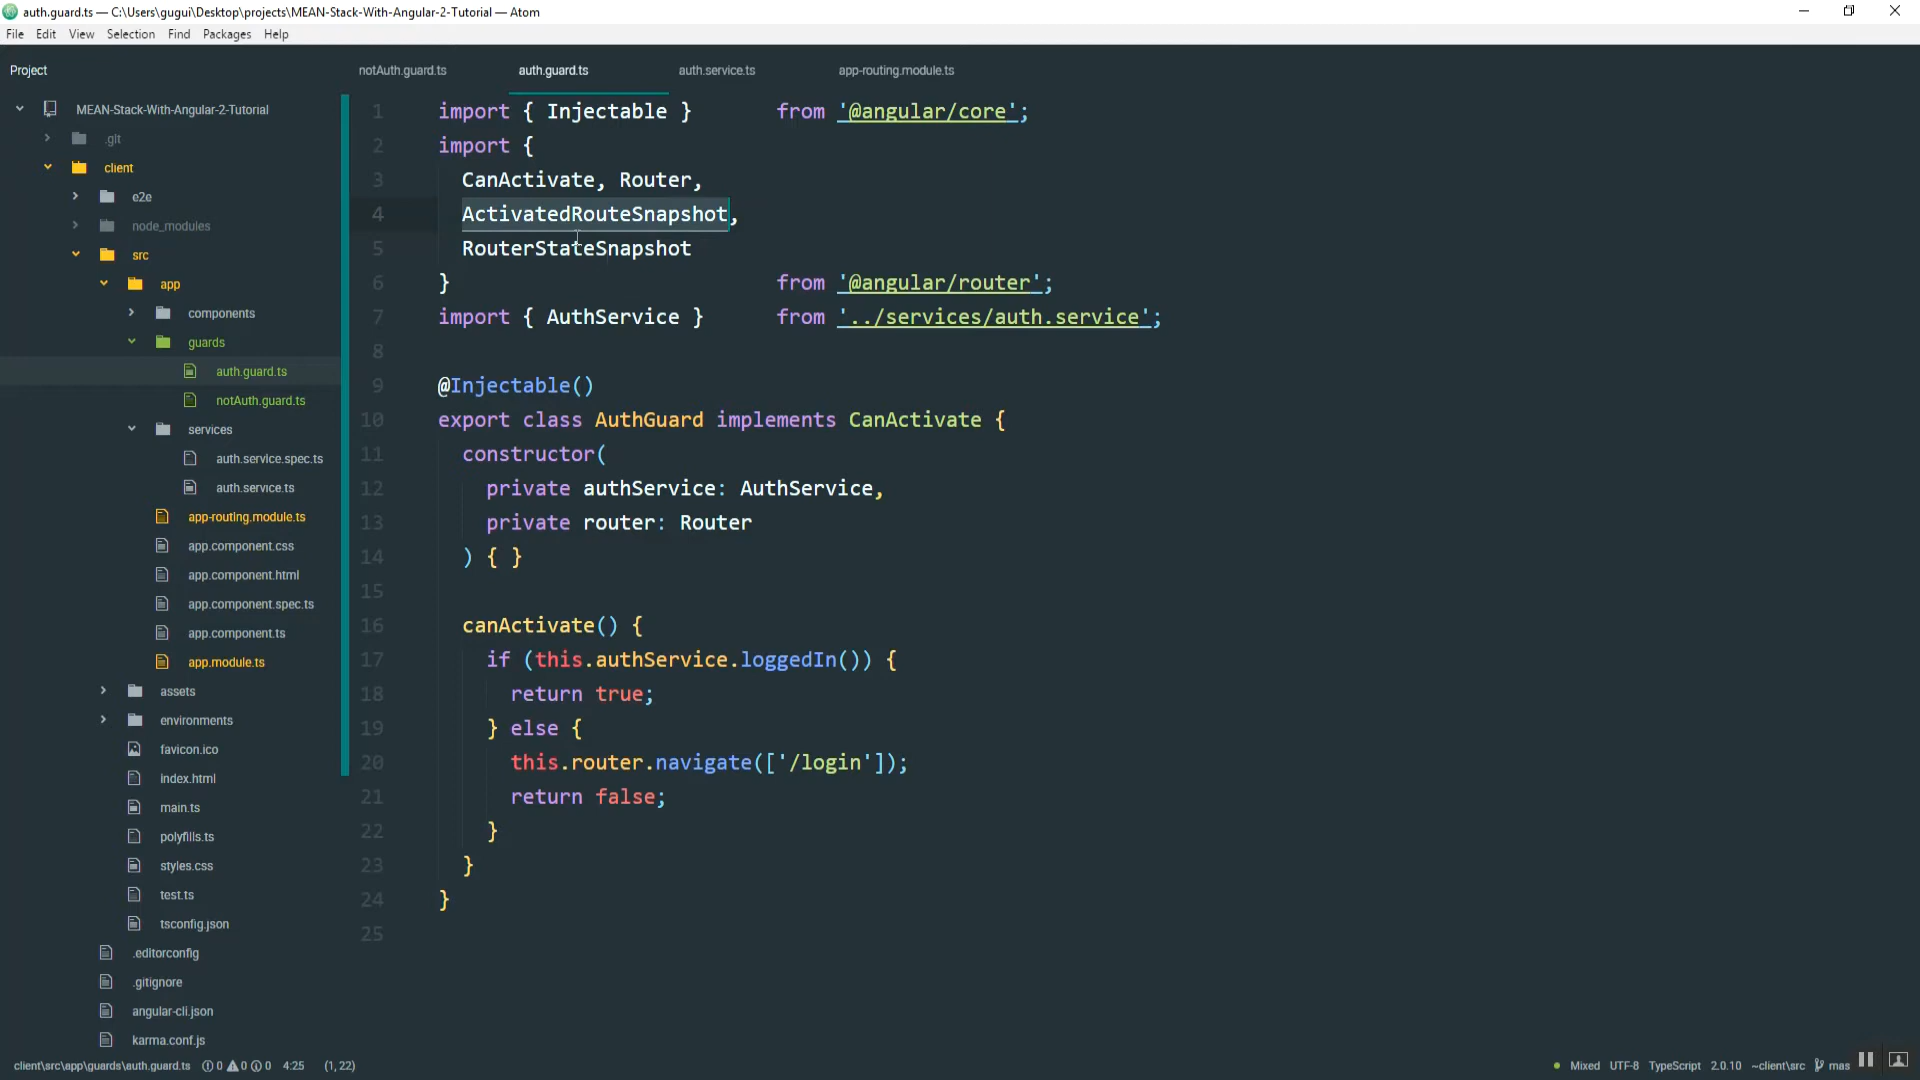 auth.guard.ts — C:\Users\gugui\Desktop\projects\MEAN-Stack-With-Angular-2-Tutorial — Atom
File Edit View Selection Find Packages Help
Project
notAuth.guard.ts auth.guard.ts auth.service.ts app-routing.module.ts
MEAN-Stack-With-Angular-2-Tutorial
.git
client
e2e
node_modules
src
app
components
guards
auth.guard.ts
notAuth.guard.ts
services
auth.service.spec.ts
auth.service.ts
app-routing.module.ts
app.component.css
app.component.html
app.component.spec.ts
app.component.ts
app.module.ts
assets
environments
favicon.ico
index.html
main.ts
polyfills.ts
styles.css
test.ts
tsconfig.json
.editorconfig
.gitignore
angular-cli.json
karma.conf.js
1 import { Injectable } from '@angular/core';
2 import {
3 CanActivate, Router,
4 ActivatedRouteSnapshot,
5 RouterStateSnapshot
6 } from '@angular/router';
7 import { AuthService } from '../services/auth.service';
8
9 @Injectable()
10 export class AuthGuard implements CanActivate {
11 constructor(
12 private authService: AuthService,
13 private router: Router
14 ) { }
15
16 canActivate() {
17 if (this.authService.loggedIn()) {
18 return true;
19 } else {
20 this.router.navigate(['/login']);
21 return false;
22 }
23 }
24 }
25
client\src\app\guards\auth.guard.ts 0 0 0 4:25 (1, 22) Mixed UTF-8 TypeScript 2.0.10 ~client\src mas